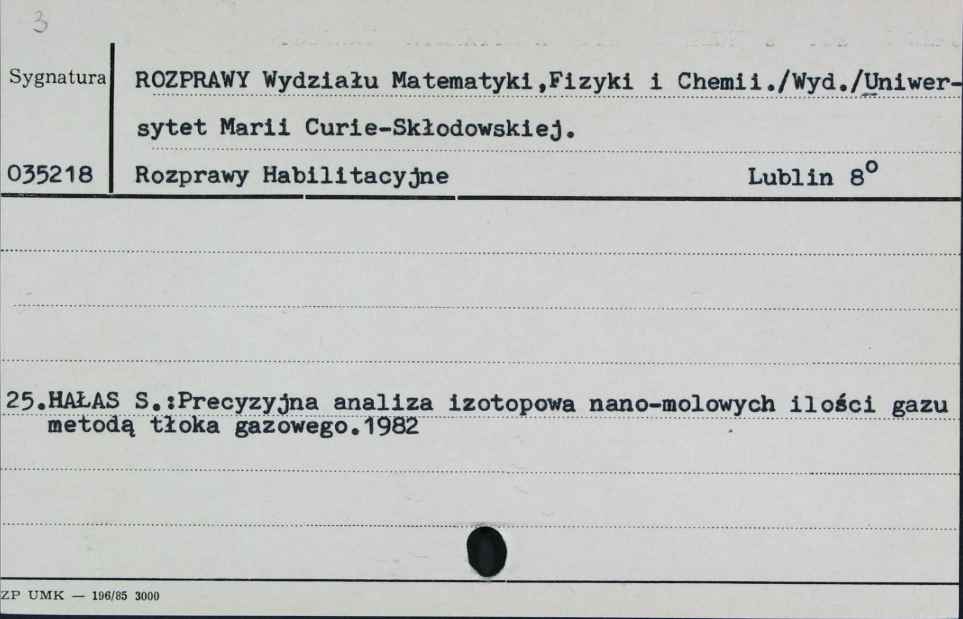 3
Sygnatura
ROZPRAWY Wydziału Matematyki,Fizyki i Chemii./Wyd./Uniwer-
sytet Marii Curie-Skłodowskiej.
035218 Rozprawy Habilitacyjne Lublin 8°
25.HAŁAS S.:Precyzyjna analiza izotopowa nano-molowych ilości gazu
metodą tłoka gazowego.1982
ZP UMK — 196/85 3000